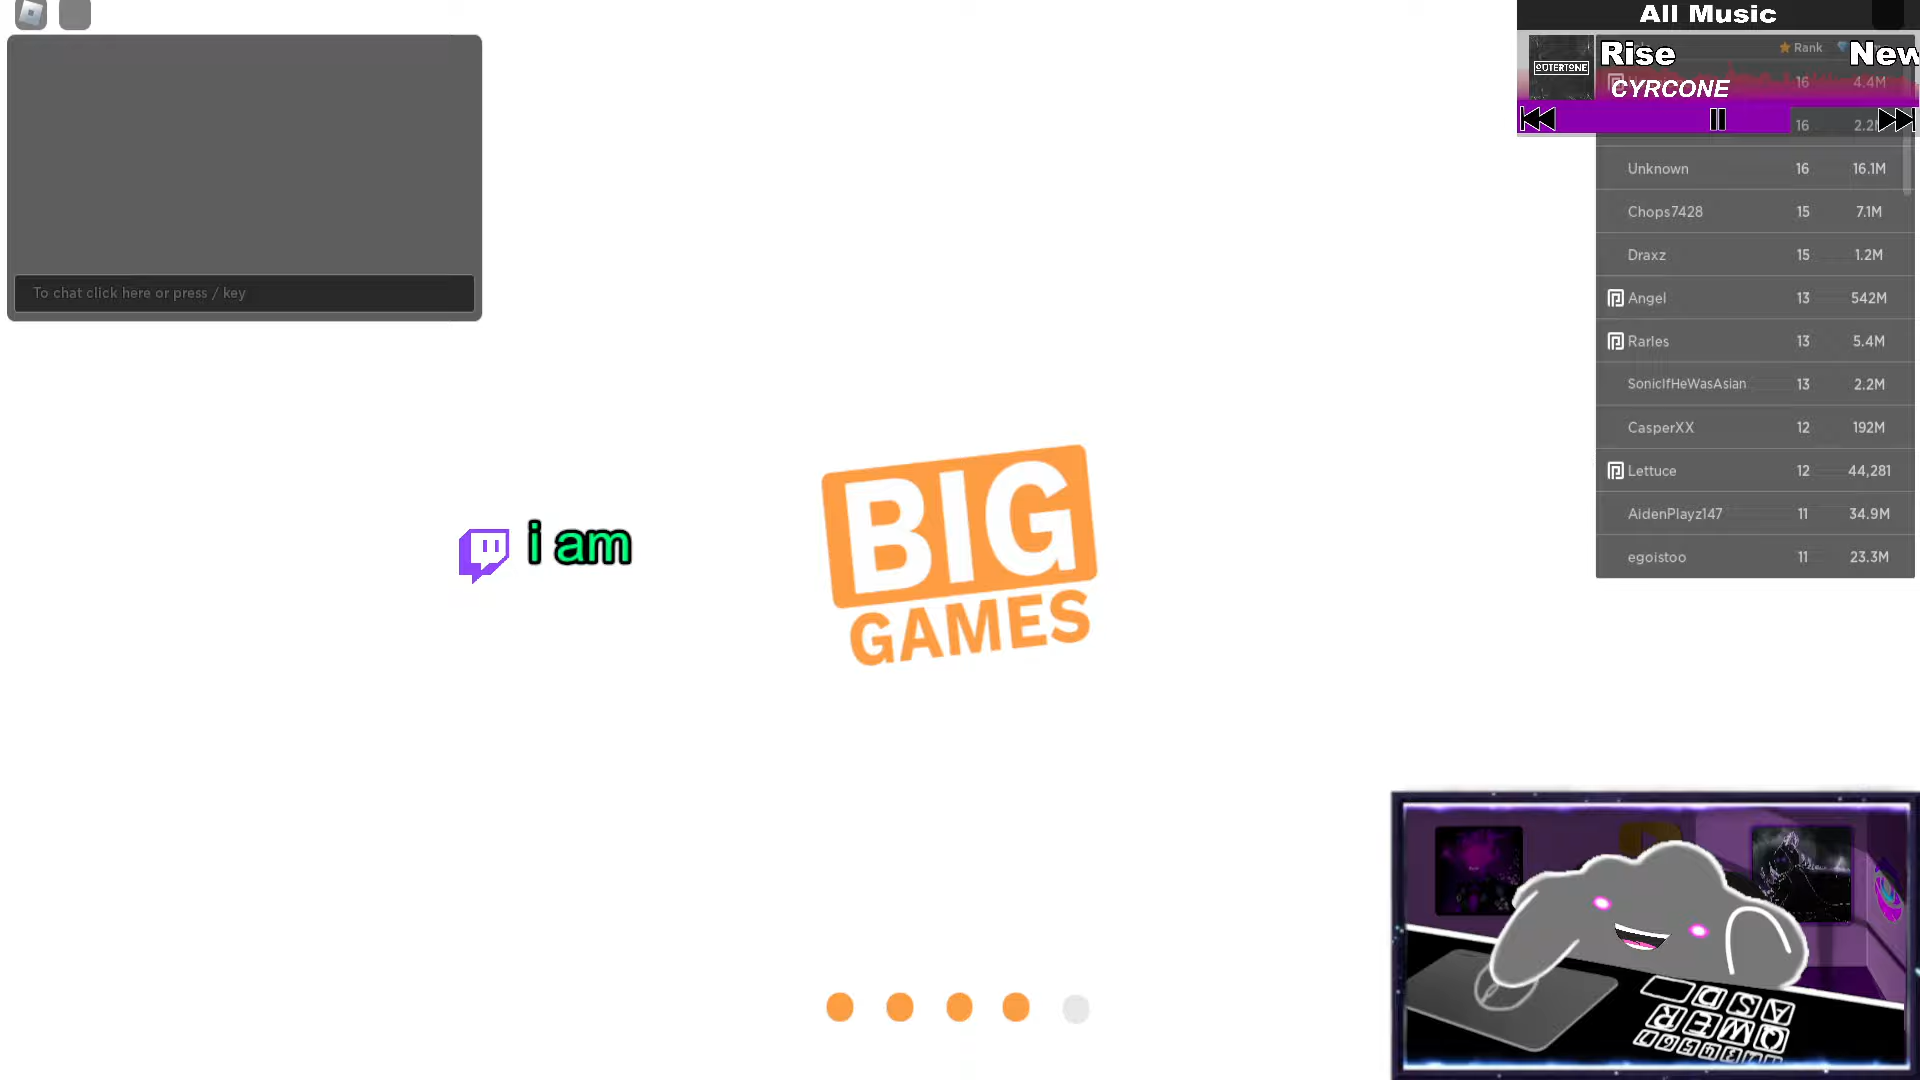 All Music
Rise
New
CYRCONE
OUTERTONE
Rank
16 4.4M
16 2.2
Unknown 16 16.1M
Chops7428 15 7.1M
Draxz 15 1.2M
Angel 13 542M
Rarles 13 5.4M
SonicIfHeWasAsian 13 2.2M
CasperXX 12 192M
Lettuce 12 44,281
AidenPlayz147 11 34.9M
egoistoo 11 23.3M
To chat click here or press / key
i am
BIG
GAMES
A S D
Q W E R